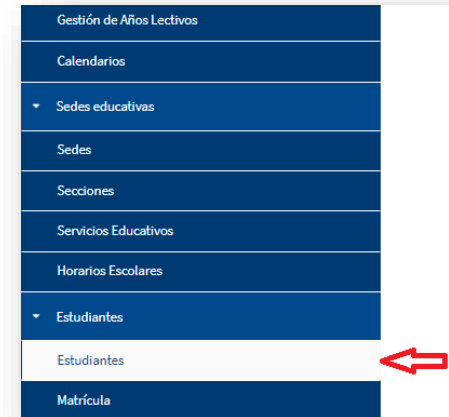 Gestión de Años Lectivos
Calendarios
Sedes educativas
Sedes
Secciones
Servicios Educativos
Horarios Escolares
Estudiantes
Estudiantes
Matrícula